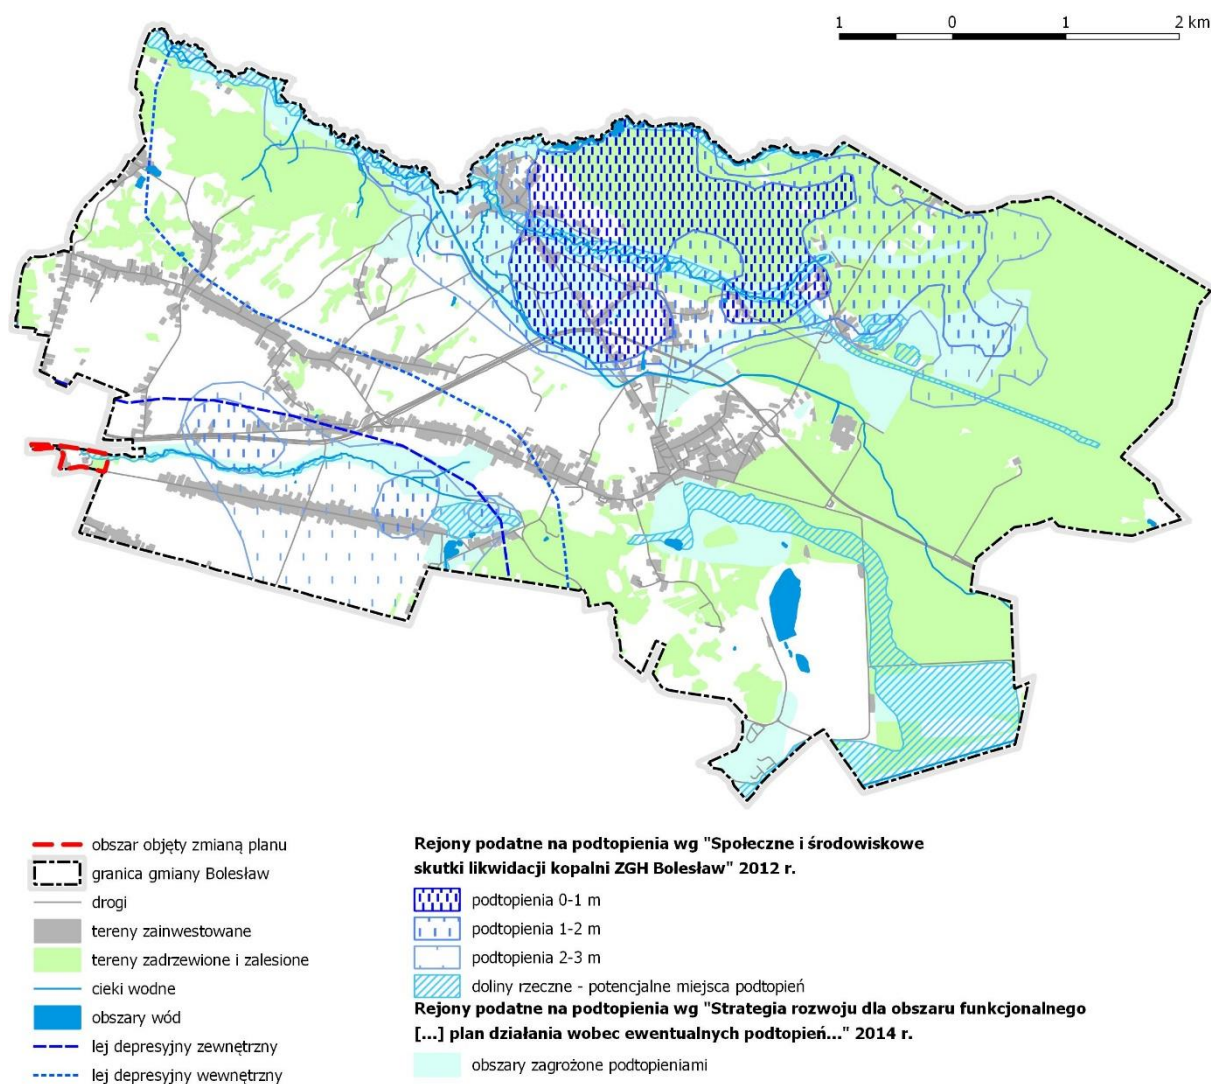 1 0 1 2 km
obszar objęty zmianą planu
granica gminy Bolesław
drogi
tereny zainwestowane
tereny zadrzewione i zalesione
cieki wodne
obszary wód
lej depresyjny zewnętrzny
lej depresyjny wewnętrzny
Rejony podatne na podtopienia wg "Społeczne i środowiskowe
skutki likwidacji kopalni ZGH Bolesław" 2012 r.
podtopienia 0-1 m
podtopienia 1-2 m
podtopienia 2-3 m
doliny rzeczne - potencjalne miejsca podtopień
Rejony podatne na podtopienia wg "Strategia rozwoju dla obszaru funkcjonalnego
[...] plan działania wobec ewentualnych podtopień..." 2014 r.
obszary zagrożone podtopieniami